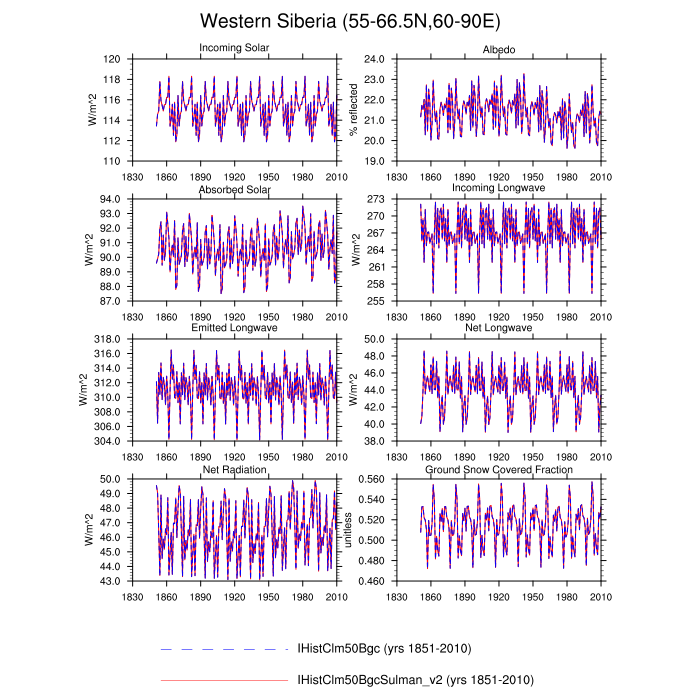 Western Siberia (55-66.5N,60-90E)
Incoming Solar
W/m^2
120
118
116
114
112
110
1830 1860 1890 1920 1950 1980 2010
Albedo
% reflected
24.0
23.0
22.0
21.0
20.0
19.0
1830 1860 1890 1920 1950 1980 2010
Absorbed Solar
W/m^2
94.0
93.0
92.0
91.0
90.0
89.0
88.0
87.0
1830 1860 1890 1920 1950 1980 2010
Incoming Longwave
W/m^2
273
270
267
264
261
258
255
1830 1860 1890 1920 1950 1980 2010
Emitted Longwave
W/m^2
318.0
316.0
314.0
312.0
310.0
308.0
306.0
304.0
1830 1860 1890 1920 1950 1980 2010
Net Longwave
W/m^2
50.0
48.0
46.0
44.0
42.0
40.0
38.0
1830 1860 1890 1920 1950 1980 2010
Net Radiation
W/m^2
50.0
49.0
48.0
47.0
46.0
45.0
44.0
43.0
1830 1860 1890 1920 1950 1980 2010
Ground Snow Covered Fraction
unitless
0.560
0.540
0.520
0.500
0.480
0.460
1830 1860 1890 1920 1950 1980 2010
IHistClm50Bgc (yrs 1851-2010)
IHistClm50BgcSulman_v2 (yrs 1851-2010)